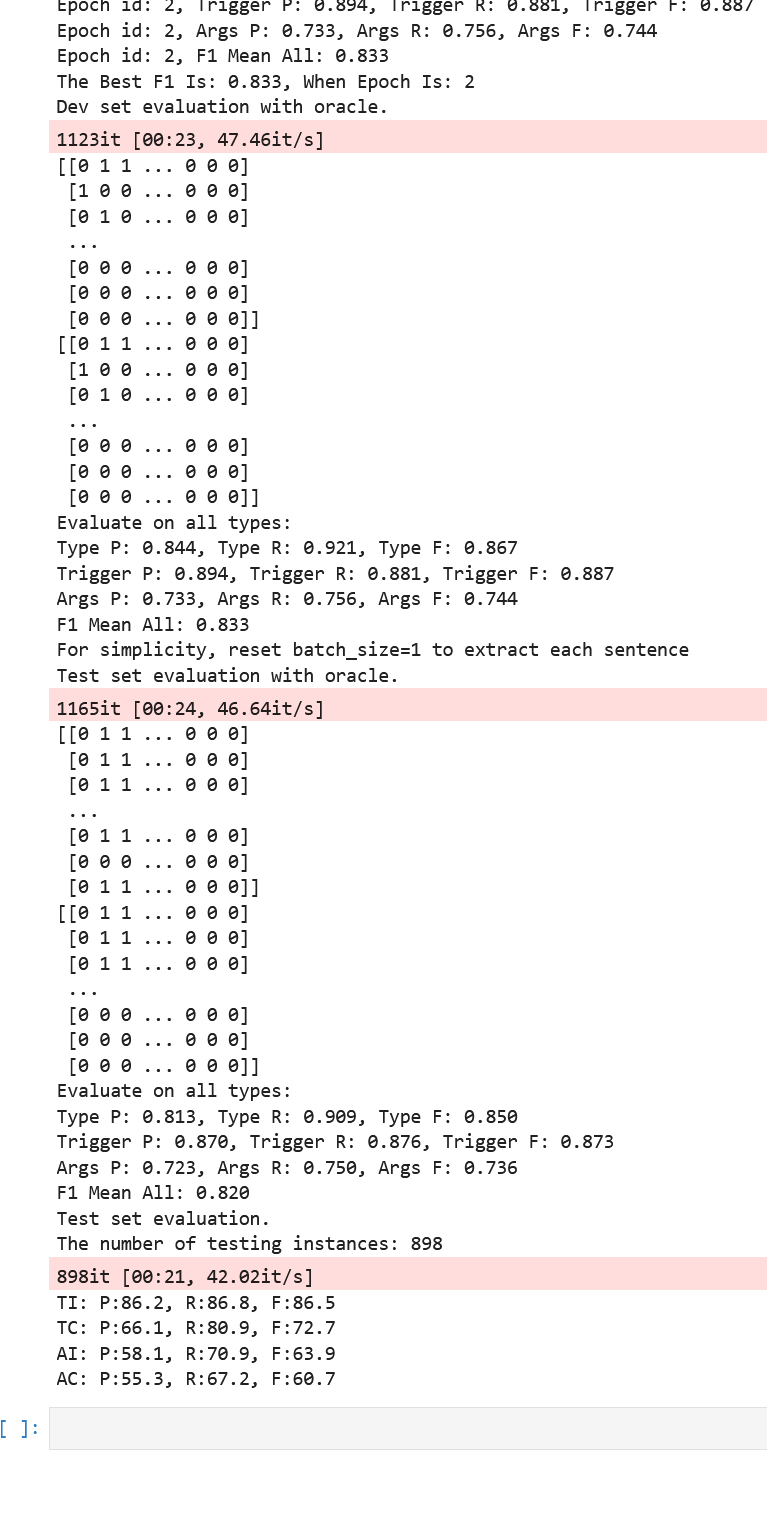 Epoch id: 2, Trigger P: 0.894, Trigger R: 0.881, Trigger F: 0.887
Epoch id: 2, Args P: 0.733, Args R: 0.756, Args F: 0.744
Epoch id: 2, F1 Mean All: 0.833
The Best F1 Is: 0.833, When Epoch Is: 2
Dev set evaluation with oracle.
1123it [00:23, 47.46it/s]
[[0 1 1 ... 0 0 0]
 [1 0 0 ... 0 0 0]
 [0 1 0 ... 0 0 0]
 ...
 [0 0 0 ... 0 0 0]
 [0 0 0 ... 0 0 0]
 [0 0 0 ... 0 0 0]]
[[0 1 1 ... 0 0 0]
 [1 0 0 ... 0 0 0]
 [0 1 0 ... 0 0 0]
 ...
 [0 0 0 ... 0 0 0]
 [0 0 0 ... 0 0 0]
 [0 0 0 ... 0 0 0]]
Evaluate on all types:
Type P: 0.844, Type R: 0.921, Type F: 0.867
Trigger P: 0.894, Trigger R: 0.881, Trigger F: 0.887
Args P: 0.733, Args R: 0.756, Args F: 0.744
F1 Mean All: 0.833
For simplicity, reset batch_size=1 to extract each sentence
Test set evaluation with oracle.
1165it [00:24, 46.64it/s]
[[0 1 1 ... 0 0 0]
 [0 1 1 ... 0 0 0]
 [0 1 1 ... 0 0 0]
 ...
 [0 1 1 ... 0 0 0]
 [0 0 0 ... 0 0 0]
 [0 1 1 ... 0 0 0]]
[[0 1 1 ... 0 0 0]
 [0 1 1 ... 0 0 0]
 [0 1 1 ... 0 0 0]
 ...
 [0 0 0 ... 0 0 0]
 [0 0 0 ... 0 0 0]
 [0 0 0 ... 0 0 0]]
Evaluate on all types:
Type P: 0.813, Type R: 0.909, Type F: 0.850
Trigger P: 0.870, Trigger R: 0.876, Trigger F: 0.873
Args P: 0.723, Args R: 0.750, Args F: 0.736
F1 Mean All: 0.820
Test set evaluation.
The number of testing instances: 898
898it [00:21, 42.02it/s]
TI: P:86.2, R:86.8, F:86.5
TC: P:66.1, R:80.9, F:72.7
AI: P:58.1, R:70.9, F:63.9
AC: P:55.3, R:67.2, F:60.7
[ ]: